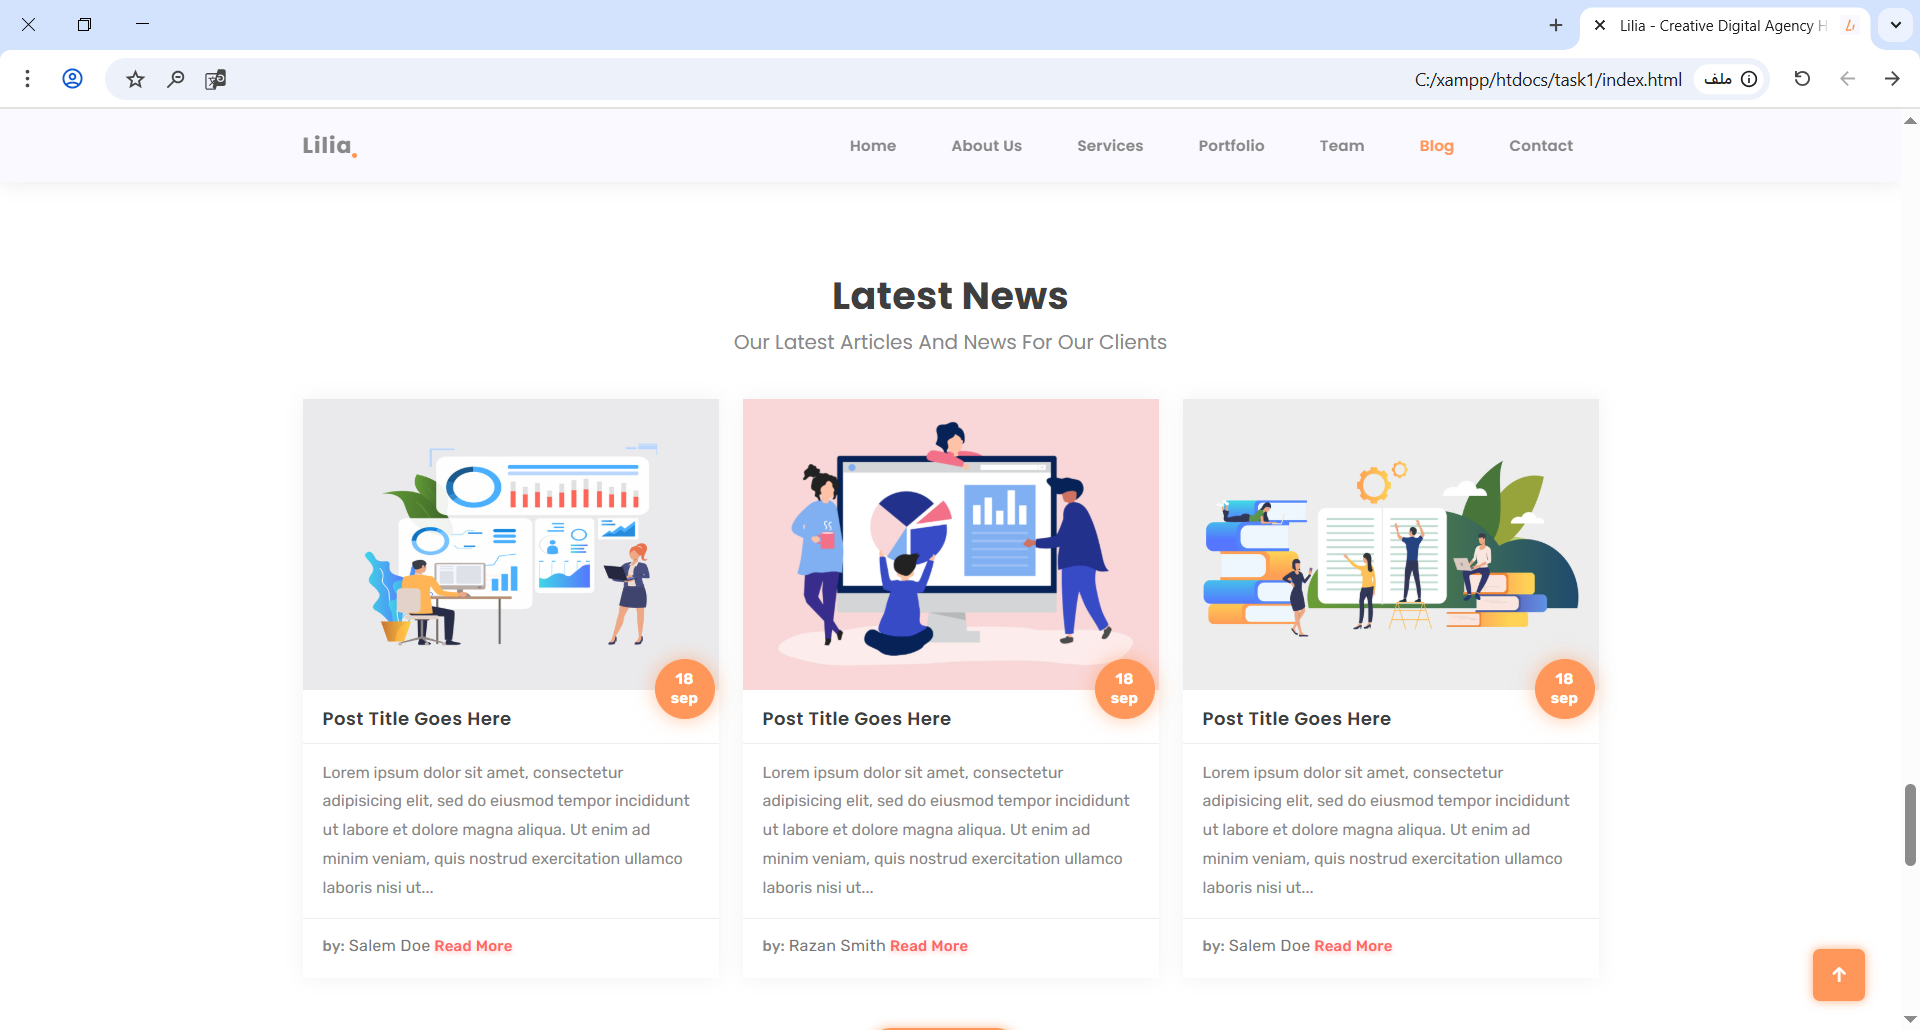 Lilia - Creative Digital Agency H
C:/xampp/htdocs/task1/index.html
ملف
Lilia.
Home
About Us
Services
Portfolio
Team
Blog
Contact
Latest News
Our Latest Articles And News For Our Clients
18
sep
Post Title Goes Here
Lorem ipsum dolor sit amet, consectetur
adipisicing elit, sed do eiusmod tempor incididunt
ut labore et dolore magna aliqua. Ut enim ad
minim veniam, quis nostrud exercitation ullamco
laboris nisi ut...
by: Salem Doe Read More
18
sep
Post Title Goes Here
Lorem ipsum dolor sit amet, consectetur
adipisicing elit, sed do eiusmod tempor incididunt
ut labore et dolore magna aliqua. Ut enim ad
minim veniam, quis nostrud exercitation ullamco
laboris nisi ut...
by: Razan Smith Read More
18
sep
Post Title Goes Here
Lorem ipsum dolor sit amet, consectetur
adipisicing elit, sed do eiusmod tempor incididunt
ut labore et dolore magna aliqua. Ut enim ad
minim veniam, quis nostrud exercitation ullamco
laboris nisi ut...
by: Salem Doe Read More